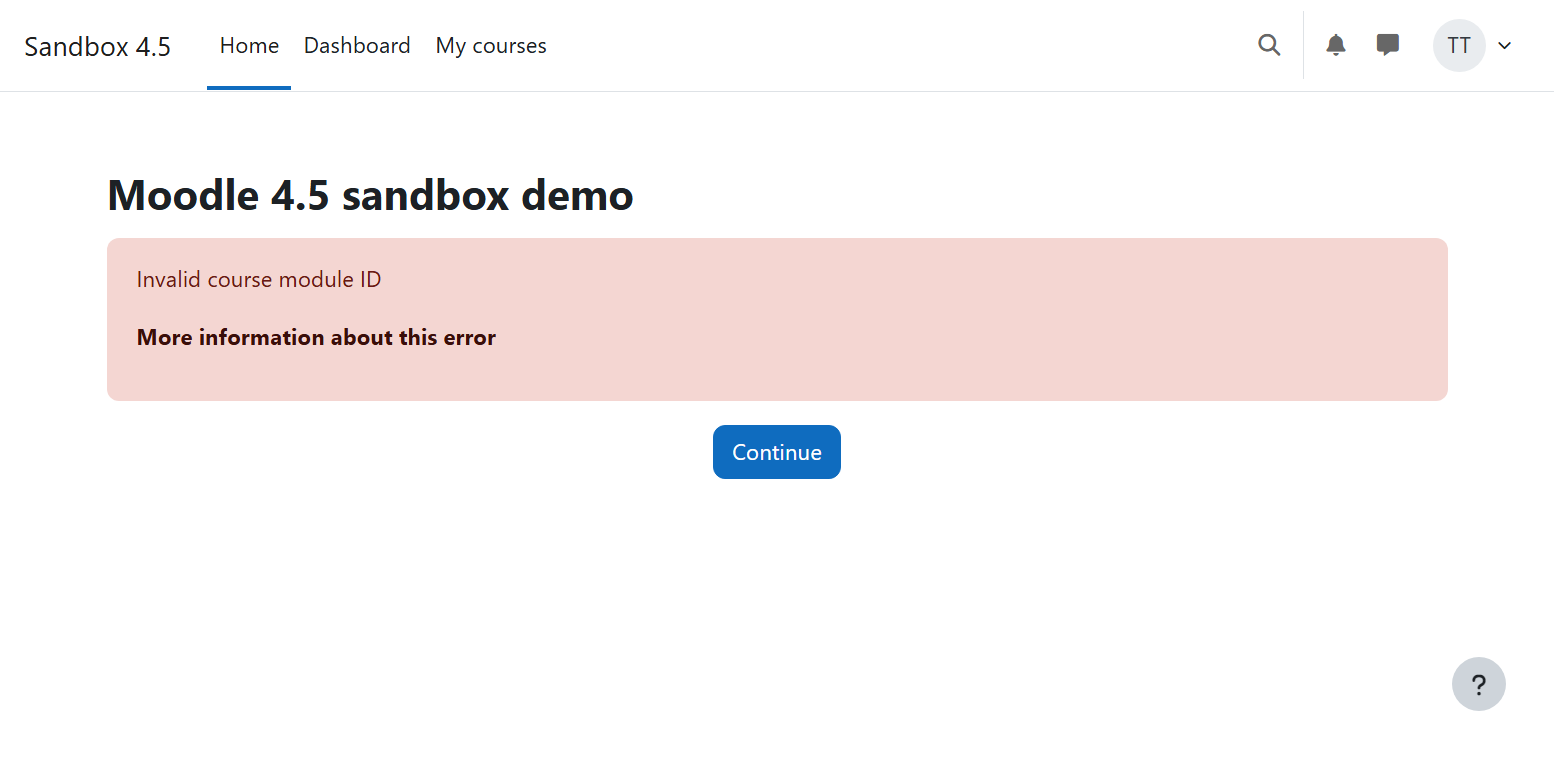 Sandbox 4.5 Home Dashboard My courses TT
Moodle 4.5 sandbox demo
Invalid course module ID
More information about this error
Continue
?